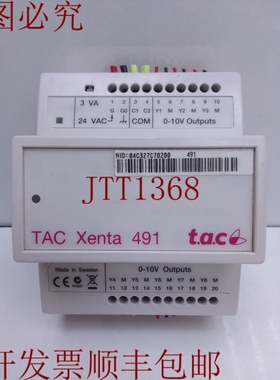 图必究
3 VA 1 2 3 4 5 6 7 8 9 10
24 VAC G G0 C1 C2 Y1 M Y2 M Y3 M
COM 0-10V Outputs
NID: 04C327C70200 491
JTT1368
TAC Xenta 491 t.a.c
Made in Sweden 0-10V Outputs
Y4 M Y5 M Y6 M Y7 M Y8 M
11 12 13 14 15 16 17 18 19 20
开发票顺丰包邮